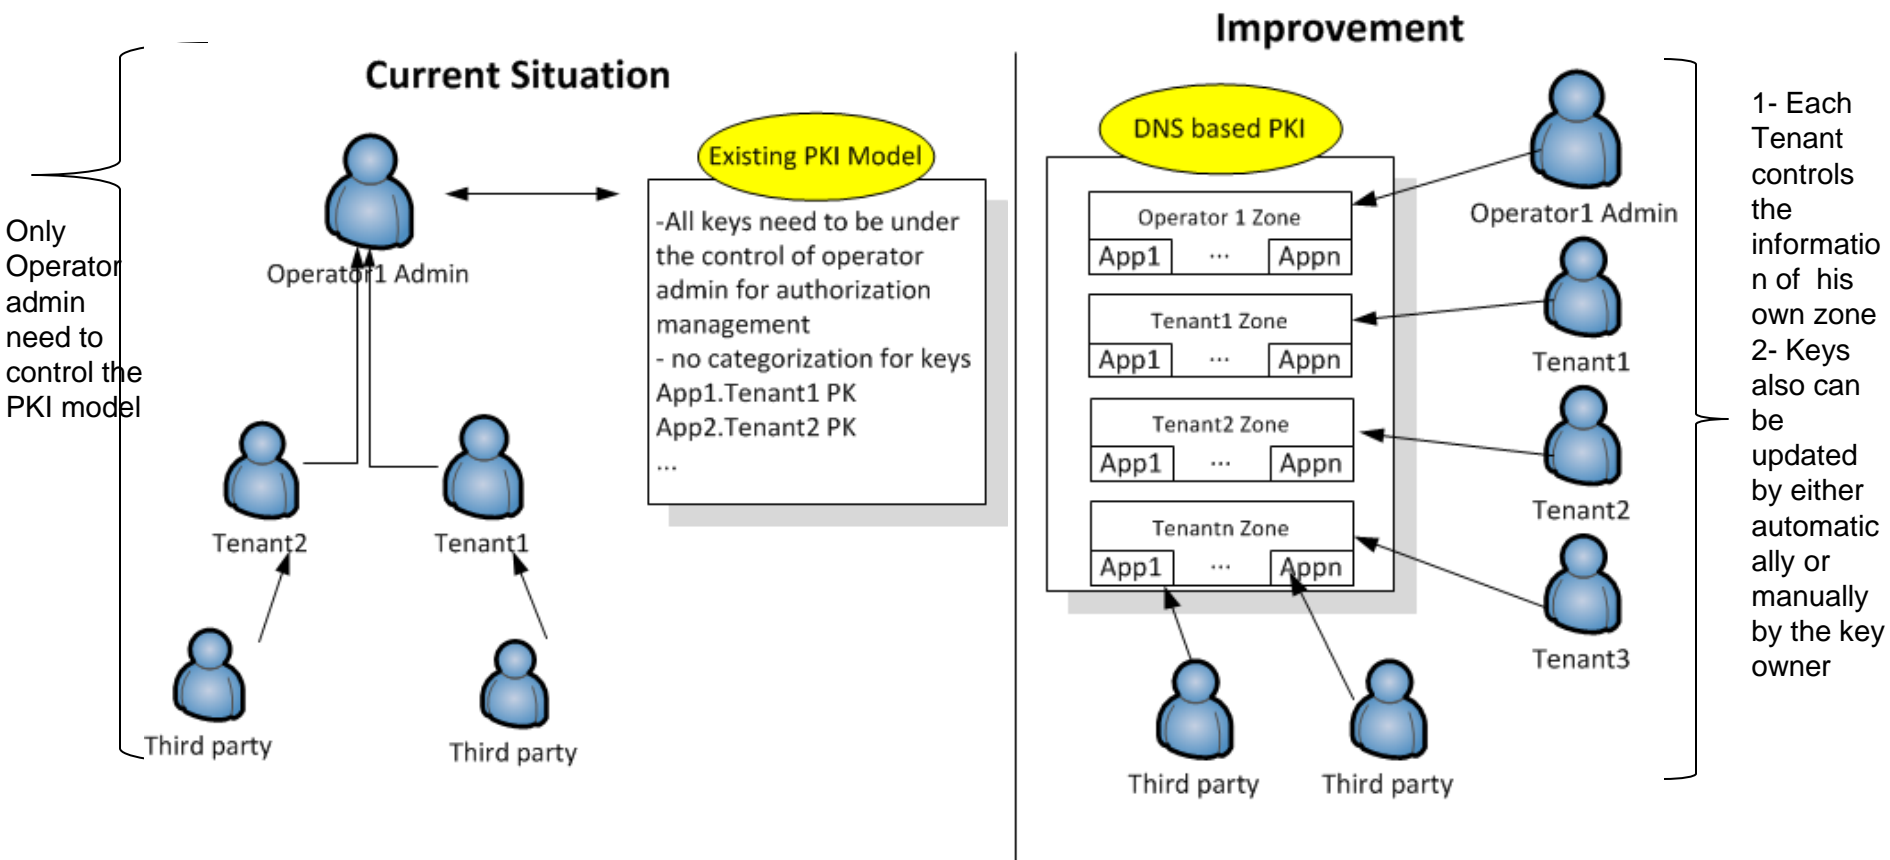 Improvement
Current Situation
Only
Operator
admin
need to
control the
PKI model
Operator1 Admin
Tenant2
Tenant1
Third party
Third party
Existing PKI Model
-All keys need to be under
the control of operator
admin for authorization
management
- no categorization for keys
App1.Tenant1 PK
App2.Tenant2 PK
...
DNS based PKI
Operator 1 Zone
App1 ... Appn
Tenant1 Zone
App1 ... Appn
Tenant2 Zone
App1 ... Appn
Tenantn Zone
App1 ... Appn
Operator1 Admin
Tenant1
Tenant2
Tenant3
Third party
Third party
1- Each
Tenant
controls
the
informatio
n of his
own zone
2- Keys
also can
be
updated
by either
automatic
ally or
manually
by the key
owner